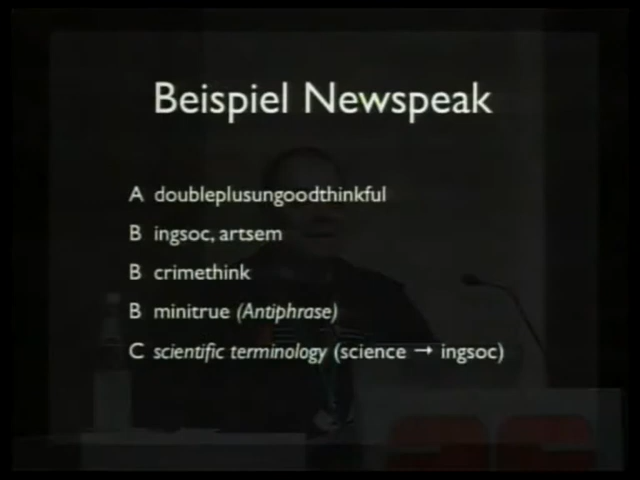 Beispiel Newspeak
A doubleplusungoodthinkful
B ingsoc, artsem
B crimethink
B minitrue (Antiphrase)
C scientific terminology (science → ingsoc)